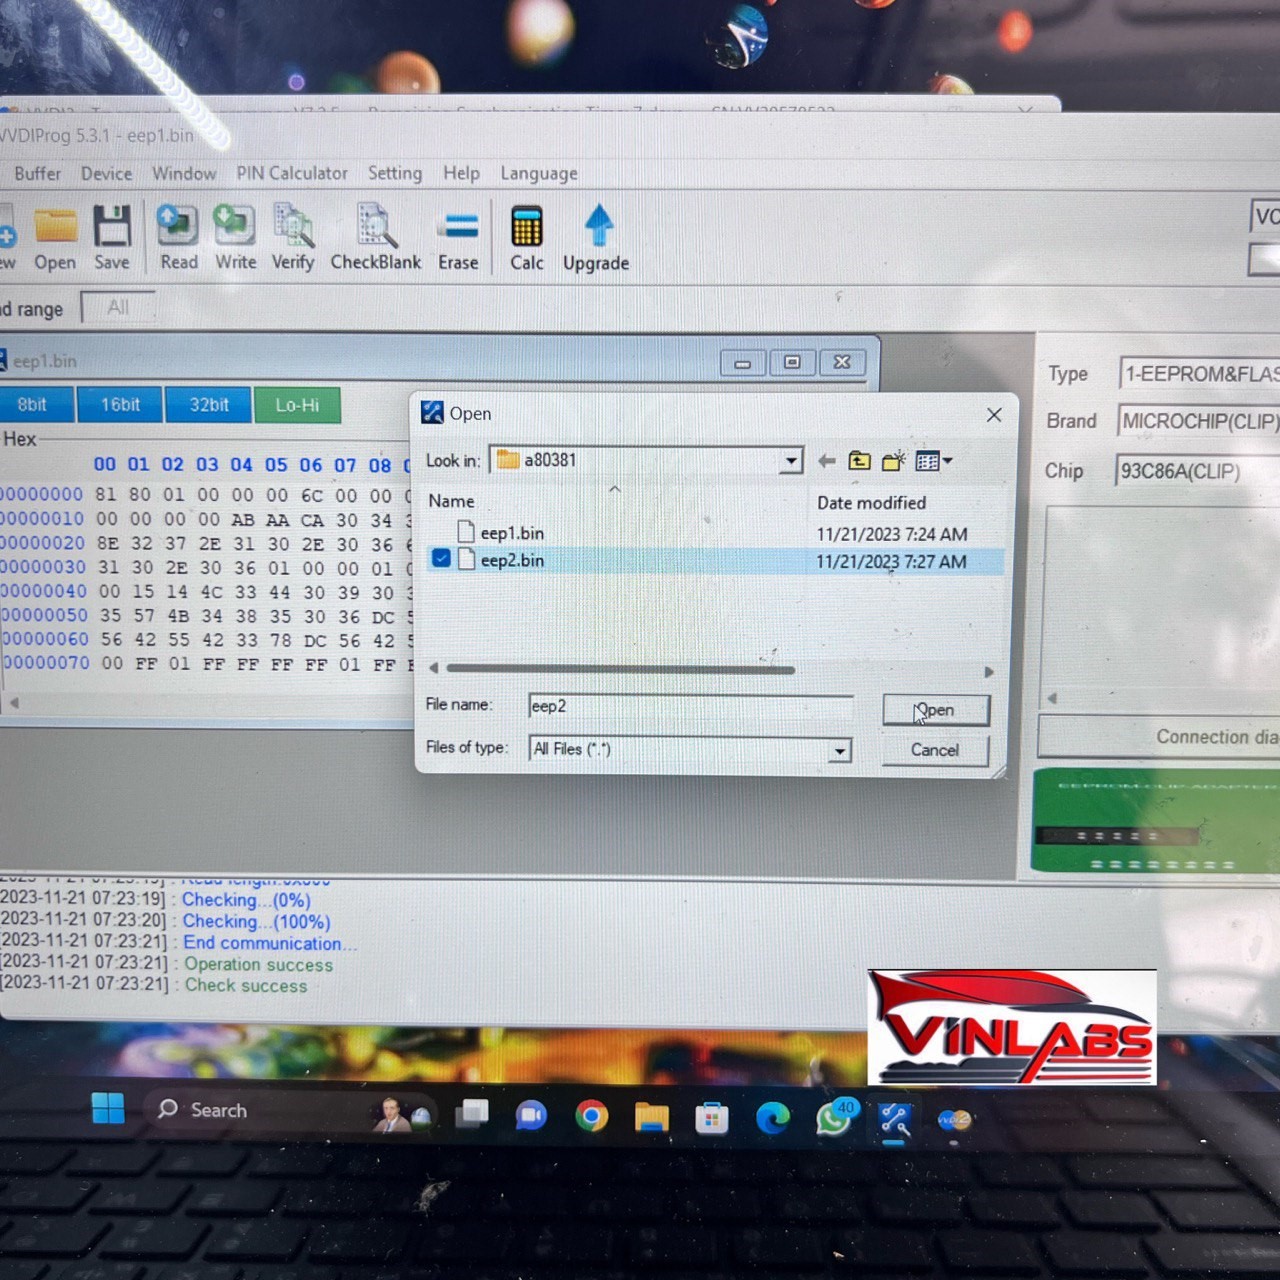 VVDIProg 5.3.1 - eep1.bin
Buffer Device Window PIN Calculator Setting Help Language
Open Save Read Write Verify CheckBlank Erase Calc Upgrade
range All
eep1.bin
8bit 16bit 32bit Lo-Hi
Hex
00 01 02 03 04 05 06 07 08
00000000 81 80 01 00 00 00 6C 00 00
00000010 00 00 00 00 AB AA CA 30 34
00000020 8E 32 37 2E 31 30 2E 30 36
00000030 31 30 2E 30 36 01 00 00 01
00000040 00 15 14 4C 33 44 30 39 30
00000050 35 57 4B 34 38 35 30 36 DC
00000060 56 42 55 42 33 78 DC 56 42
00000070 00 FF 01 FF FF FF FF 01 FF
Open
Look in: a80381
Name Date modified
eep1.bin 11/21/2023 7:24 AM
eep2.bin 11/21/2023 7:27 AM
File name: eep2 Open
Files of type: All Files (*.*) Cancel
Type 1-EEPROM&FLAS
Brand MICROCHIP(CLIP)
Chip 93C86A(CLIP)
Connection dia
EEPROM CLIP ADAPTER
[2023-11-21 07:23:19] : Checking...(0%)
[2023-11-21 07:23:20] : Checking...(100%)
[2023-11-21 07:23:21] : End communication...
[2023-11-21 07:23:21] : Operation success
[2023-11-21 07:23:21] : Check success
VINLABS
Search
40